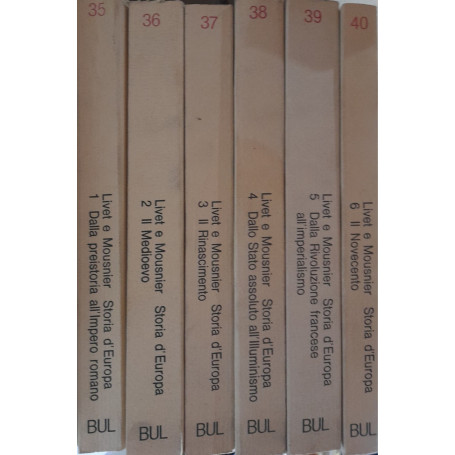 35
Livet e Mousnier Storia d'Europa
1 Dalla preistoria all'Impero romano
BUL
36
Livet e Mousnier Storia d'Europa
2 Il Medioevo
BUL
37
Livet e Mousnier Storia d'Europa
3 Il Rinascimento
BUL
38
Livet e Mousnier Storia d'Europa
4 Dallo Stato assoluto all'Illuminismo
BUL
39
Livet e Mousnier Storia d'Europa
5 Dalla Rivoluzione francese
all'imperialismo
BUL
40
Livet e Mousnier Storia d'Europa
6 Il Novecento
BUL